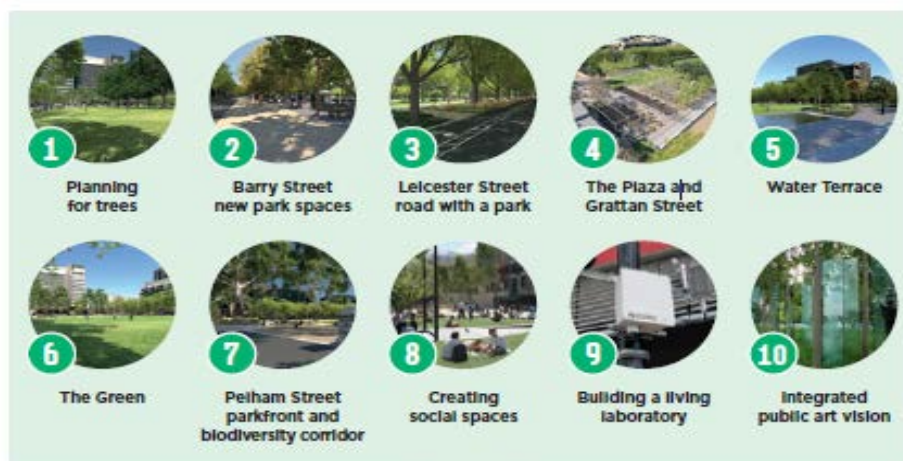 1
Planning
for trees
2
Barry Street
new park spaces
3
Leicester Street
road with a park
4
The Plaza and
Grattan Street
5
Water Terrace
6
The Green
7
Pelham Street
parkfront and
biodiversity corridor
8
Creating
social spaces
9
Building a living
laboratory
10
Integrated
public art vision